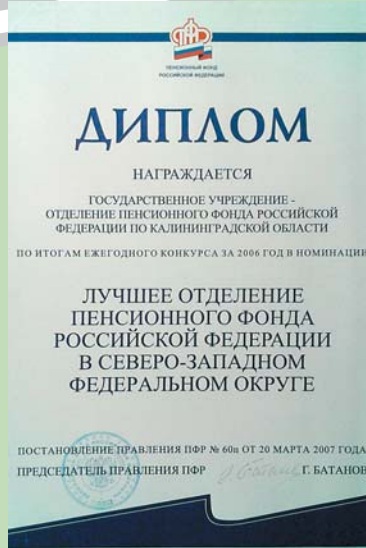 ПЕНСИОННЫЙ ФОНД
РОССИЙСКОЙ ФЕДЕРАЦИИ
ДИПЛОМ
НАГРАЖДАЕТСЯ
ГОСУДАРСТВЕННОЕ УЧРЕЖДЕНИЕ -
ОТДЕЛЕНИЕ ПЕНСИОННОГО ФОНДА РОССИЙСКОЙ
ФЕДЕРАЦИИ ПО КАЛИНИНГРАДСКОЙ ОБЛАСТИ
ПО ИТОГАМ ЕЖЕГОДНОГО КОНКУРСА ЗА 2006 ГОД В НОМИНАЦИИ
ЛУЧШЕЕ ОТДЕЛЕНИЕ
ПЕНСИОННОГО ФОНДА
РОССИЙСКОЙ ФЕДЕРАЦИИ
В СЕВЕРО-ЗАПАДНОМ
ФЕДЕРАЛЬНОМ ОКРУГЕ
ПОСТАНОВЛЕНИЕ ПРАВЛЕНИЯ ПФР № 60п ОТ 20 МАРТА 2007 ГОДА
ПРЕДСЕДАТЕЛЬ ПРАВЛЕНИЯ ПФР Г. БАТАНОВ